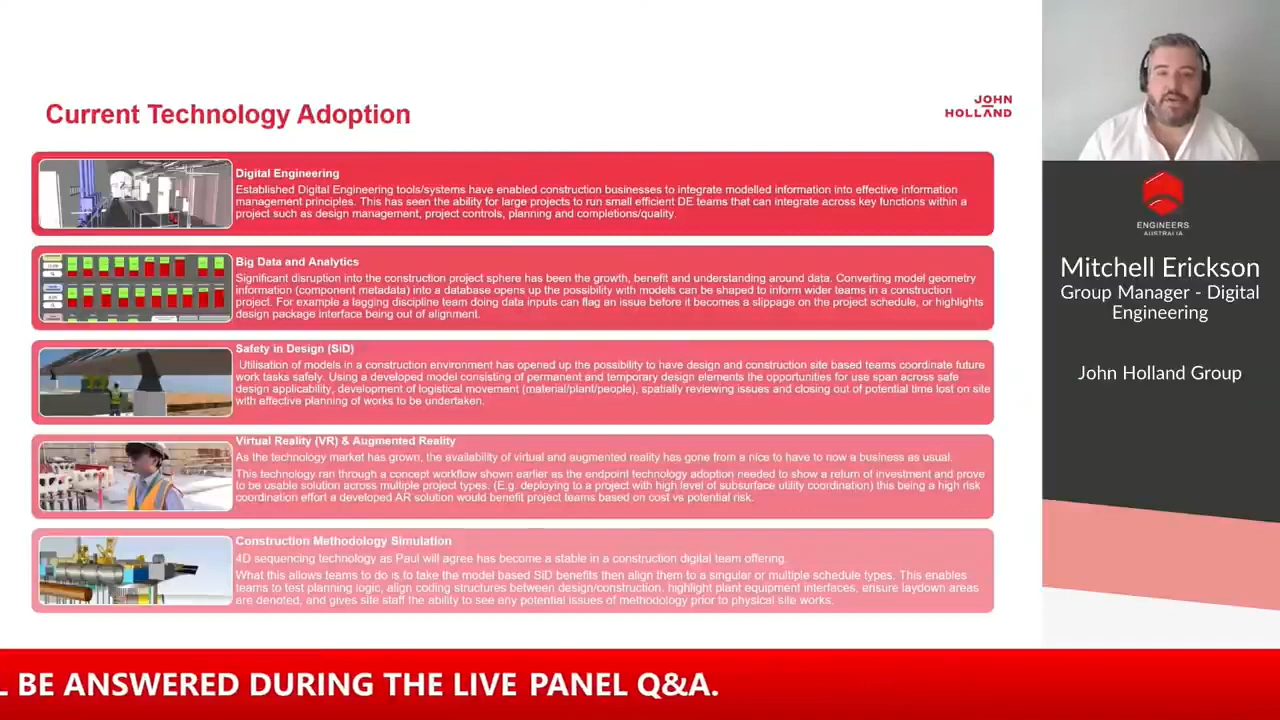 Current Technology Adoption
JOHN
HOLLAND
Digital Engineering
Established Digital Engineering tools/systems have enabled construction businesses to integrate modelled information into effective information
management principles. This has seen the ability for large projects to run small efficient DE teams that can integrate across key functions within a
project such as design management, project controls, planning and completions/quality.
Big Data and Analytics
Significant disruption into the construction project sphere has been the growth, benefit and understanding around data. Converting model geometry
information (component metadata) into a database opens up the possibility with models can be shaped to inform wider teams in a construction
project. For example a lagging discipline team doing data inputs can flag an issue before it becomes a slippage on the project schedule, or highlights
design package interface being out of alignment.
Safety in Design (SiD)
Utilisation of models in a construction environment has opened up the possibility to have design and construction site based teams coordinate future
work tasks safely. Using a developed model consisting of permanent and temporary design elements the opportunities for use span across safe
design applicability, development of logistical movement (material/plant/people), spatially reviewing issues and closing out of potential time lost on site
with effective planning of works to be undertaken.
Virtual Reality (VR) & Augmented Reality
As the technology market has grown, the availability of virtual and augmented reality has gone from a nice to have to now a business as usual.
This technology ran through a concept workflow shown earlier as the endpoint technology adoption needed to show a return of investment and prove
to be usable solution across multiple project types. (E.g. deploying to a project with high level of subsurface utility coordination) this being a high risk
coordination effort a developed AR solution would benefit project teams based on cost vs potential risk.
Construction Methodology Simulation
4D sequencing technology as Paul will agree has become a stable in a construction digital team offering.
What this allows teams to do is to take the model based SiD benefits then align them to a singular or multiple schedule types. This enables
teams to test planning logic, align coding structures between design/construction, highlight plant equipment interfaces, ensure laydown areas
are denoted, and gives site staff the ability to see any potential issues of methodology prior to physical site works.
ENGINEERS
AUSTRALIA
Mitchell Erickson
Group Manager - Digital
Engineering
John Holland Group
L BE ANSWERED DURING THE LIVE PANEL Q&A.